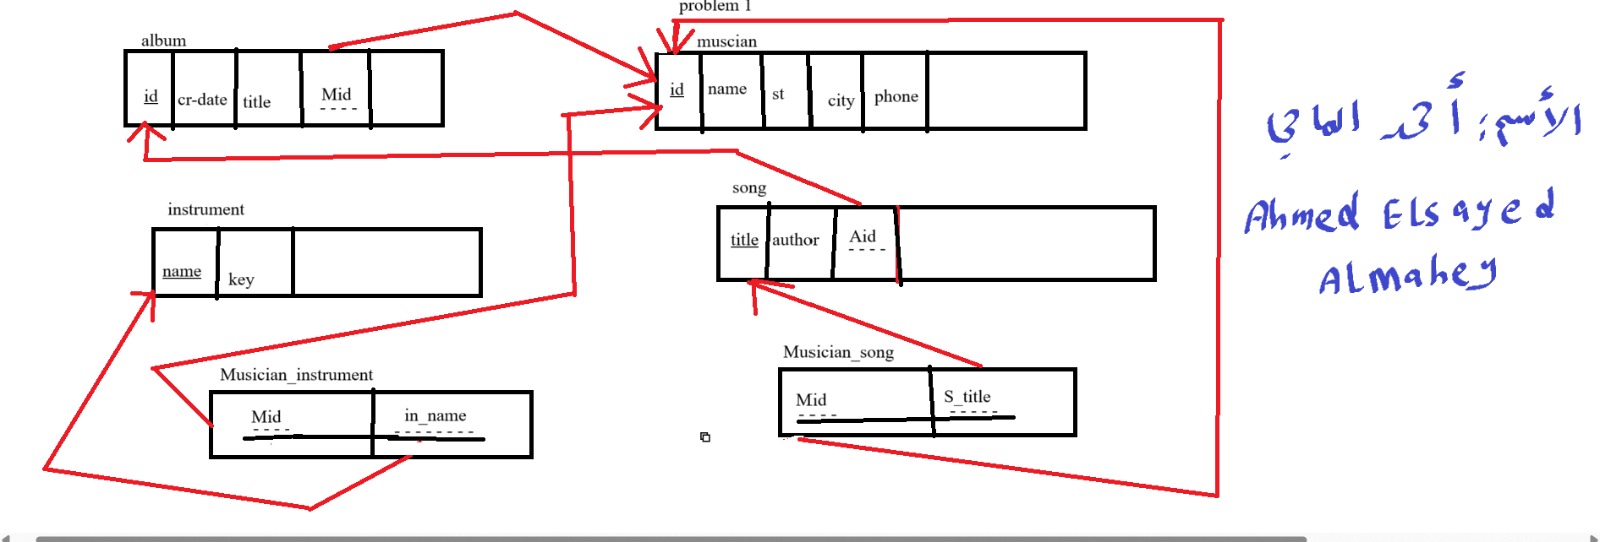 problem 1
album
muscian
id cr-date title Mid
id name st city phone
song
instrument
title author Aid
name key
Musician_song
Musician_instrument
Mid S_title
Mid in_name
الأسم: أحمد الماحي
Ahmed Elsayed
ALmahey